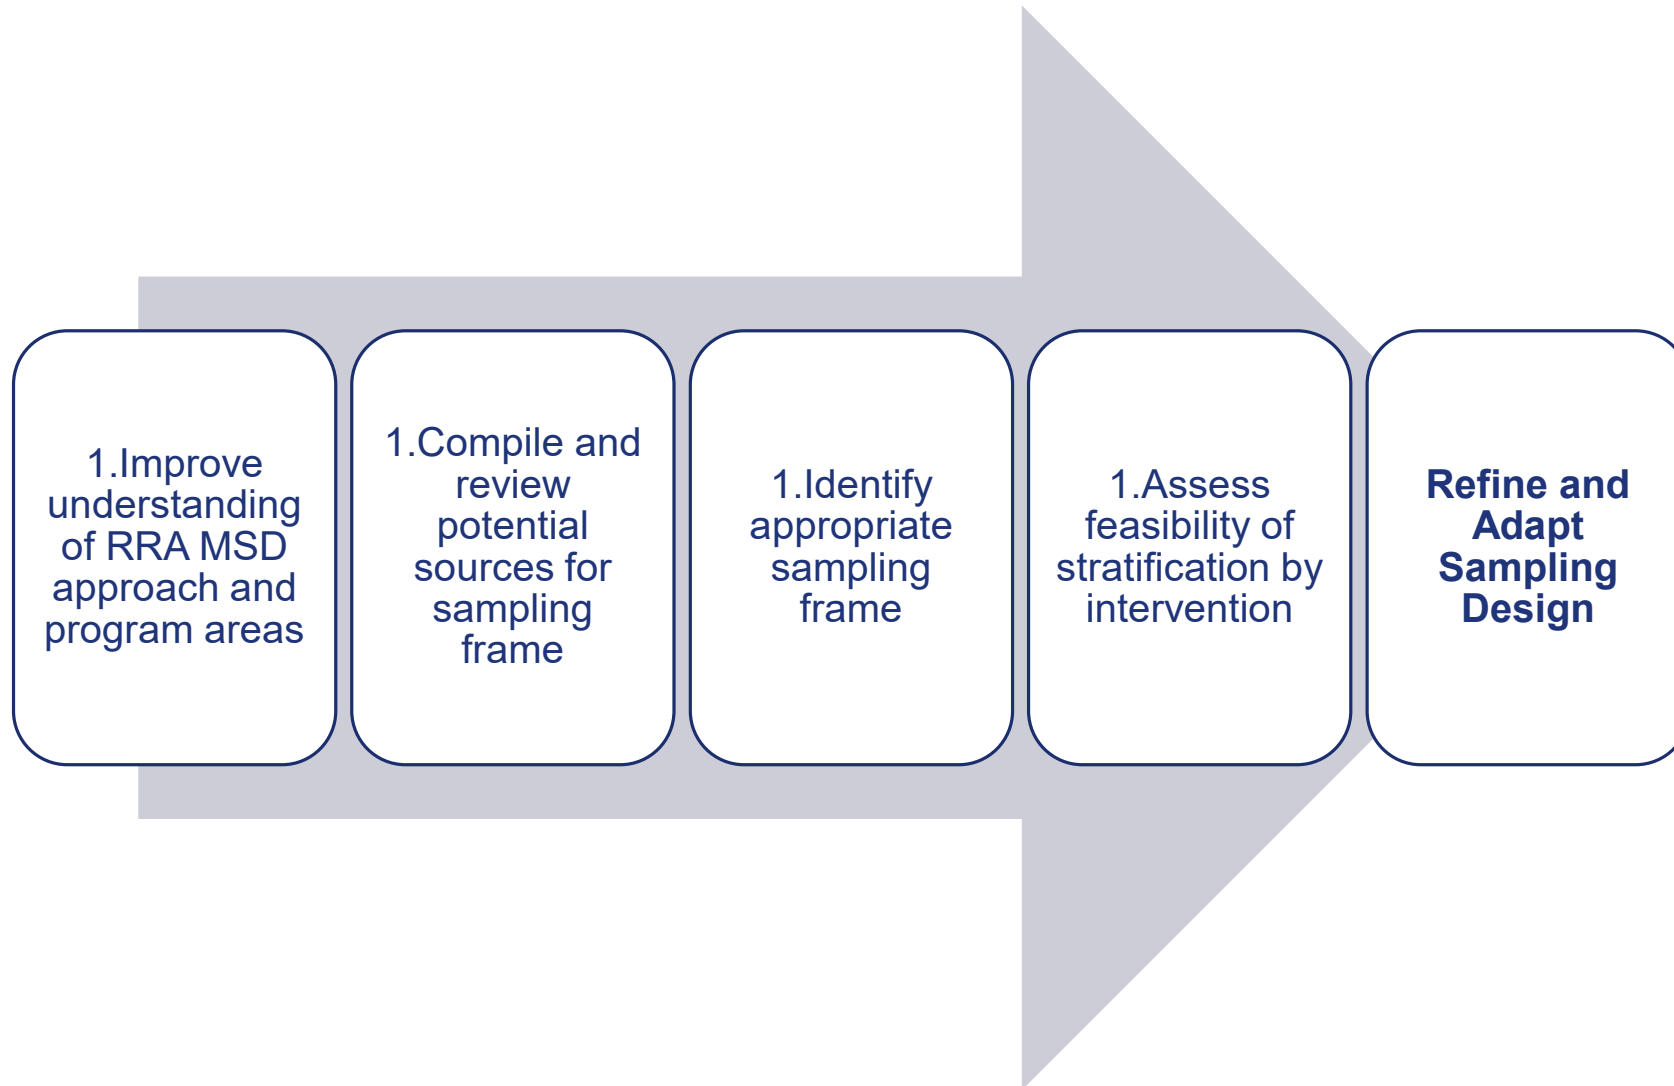 1.Improve
understanding
of RRA MSD
approach and
program areas
1.Compile and
review
potential
sources for
sampling
frame
1.Identify
appropriate
sampling
frame
1.Assess
feasibility of
stratification by
intervention
Refine and
Adapt
Sampling
Design